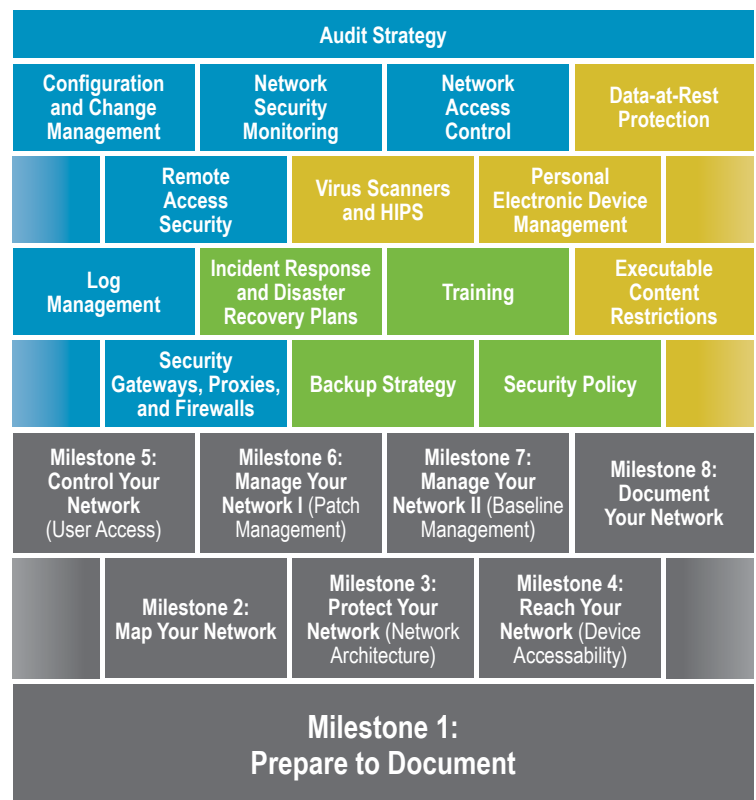 Audit Strategy
Configuration
and Change
Management
Network
Security
Monitoring
Network
Access
Control
Data-at-Rest
Protection
Remote
Access
Security
Virus Scanners
and HIPS
Personal
Electronic Device
Management
Log
Management
Incident Response
and Disaster
Recovery Plans
Training
Executable
Content
Restrictions
Security
Gateways, Proxies,
and Firewalls
Backup Strategy
Security Policy
Milestone 5:
Control Your
Network
(User Access)
Milestone 6:
Manage Your
Network I (Patch
Management)
Milestone 7:
Manage Your
Network II (Baseline
Management)
Milestone 8:
Document
Your Network
Milestone 2:
Map Your Network
Milestone 3:
Protect Your
Network (Network
Architecture)
Milestone 4:
Reach Your
Network (Device
Accessability)
Milestone 1:
Prepare to Document